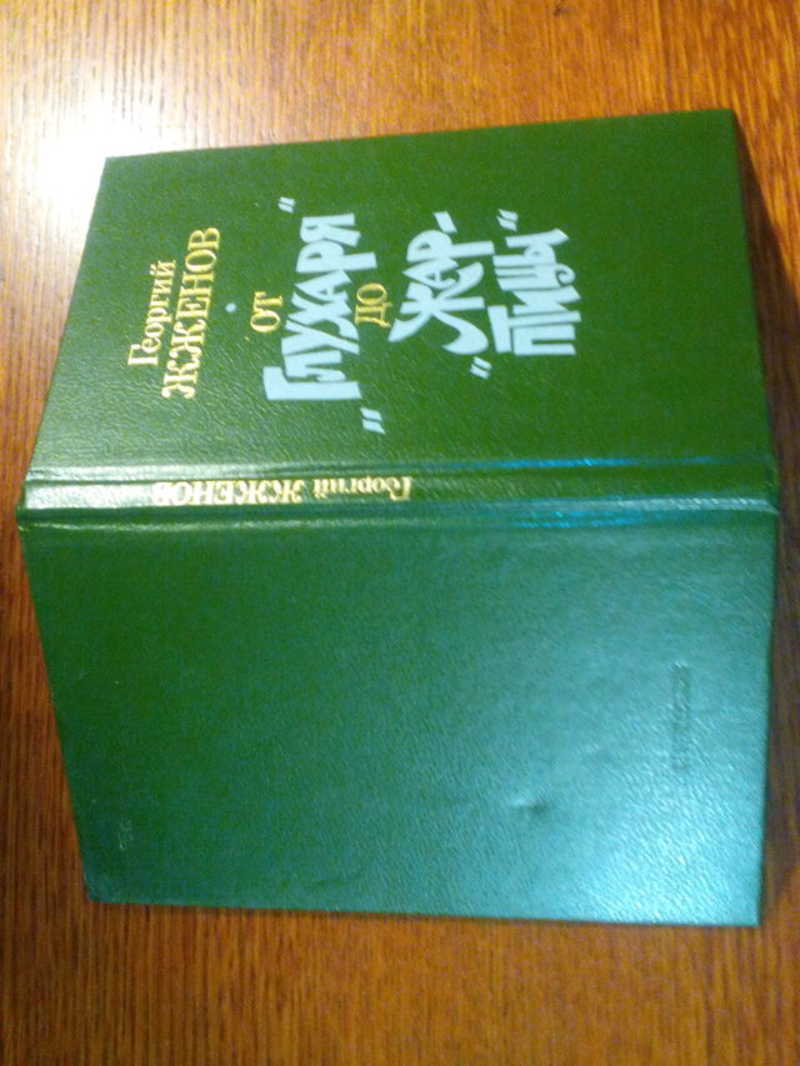 Георгий
ЖЖЕНОВ
ОТ
"ГЛУХАРЯ"
ДО
"ЖАР-
ПТИЦЫ"
Георгий ЖЖЕНОВ